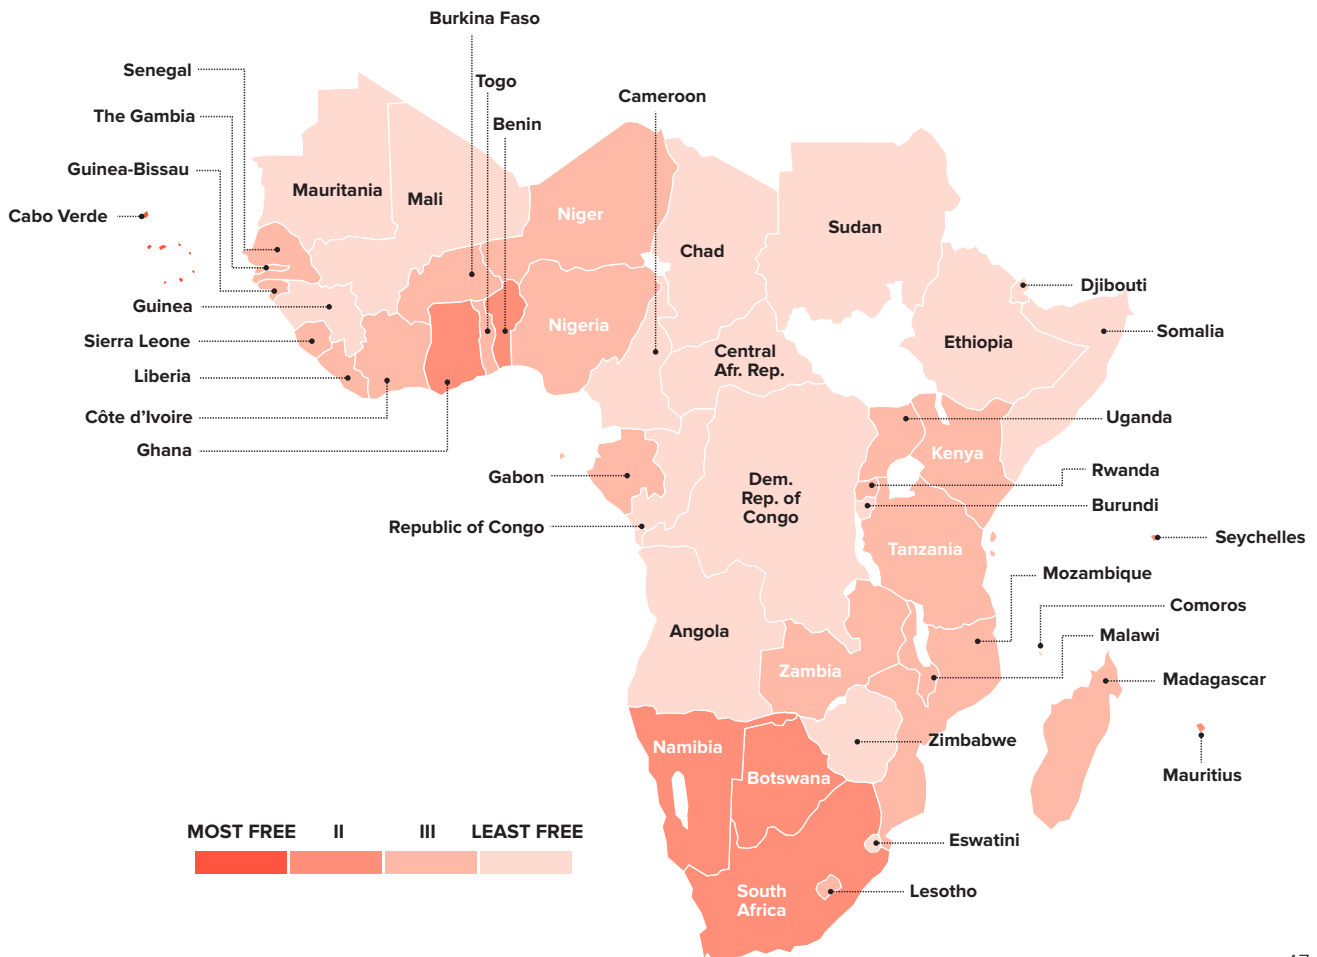 Burkina Faso
Senegal
Togo
Cameroon
The Gambia
Benin
Guinea-Bissau
Mauritania
Mali
Niger
Cabo Verde
Sudan
Chad
Djibouti
Guinea
Nigeria
Somalia
Sierra Leone
Ethiopia
Central
Afr. Rep.
Liberia
Côte d’Ivoire
Uganda
Ghana
Kenya
Rwanda
Gabon
Dem.
Rep. of
Congo
Burundi
Republic of Congo
Seychelles
Tanzania
Mozambique
Comoros
Angola
Malawi
Zambia
Madagascar
Zimbabwe
Namibia
Botswana
Mauritius
MOST FREE II III LEAST FREE
Eswatini
South
Africa
Lesotho